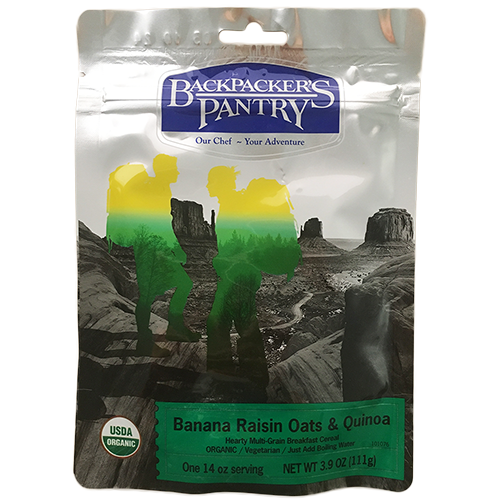 BACKPACKER'S
PANTRY
Our Chef ~ Your Adventure
Banana Raisin Oats & Quinoa
Hearty Multi-Grain Breakfast Cereal
ORGANIC / Vegetarian / Just Add Boiling Water
USDA
ORGANIC
One 14 oz serving NET WT 3.9 OZ (111g)